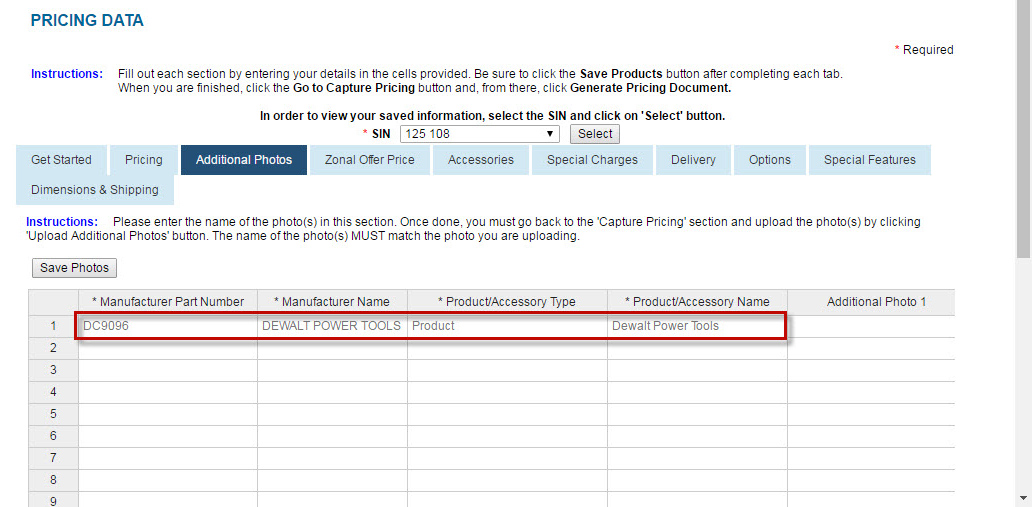 PRICING DATA
* Required
Instructions: Fill out each section by entering your details in the cells provided. Be sure to click the Save Products button after completing each tab.
When you are finished, click the Go to Capture Pricing button and, from there, click Generate Pricing Document.
In order to view your saved information, select the SIN and click on 'Select' button.
* SIN 125 108 Select
Get Started Pricing Additional Photos Zonal Offer Price Accessories Special Charges Delivery Options Special Features
Dimensions & Shipping
Instructions: Please enter the name of the photo(s) in this section. Once done, you must go back to the 'Capture Pricing' section and upload the photo(s) by clicking
'Upload Additional Photos' button. The name of the photo(s) MUST match the photo you are uploading.
Save Photos
* Manufacturer Part Number * Manufacturer Name * Product/Accessory Type * Product/Accessory Name Additional Photo 1
1 DC9096 DEWALT POWER TOOLS Product Dewalt Power Tools
2
3
4
5
6
7
8
9